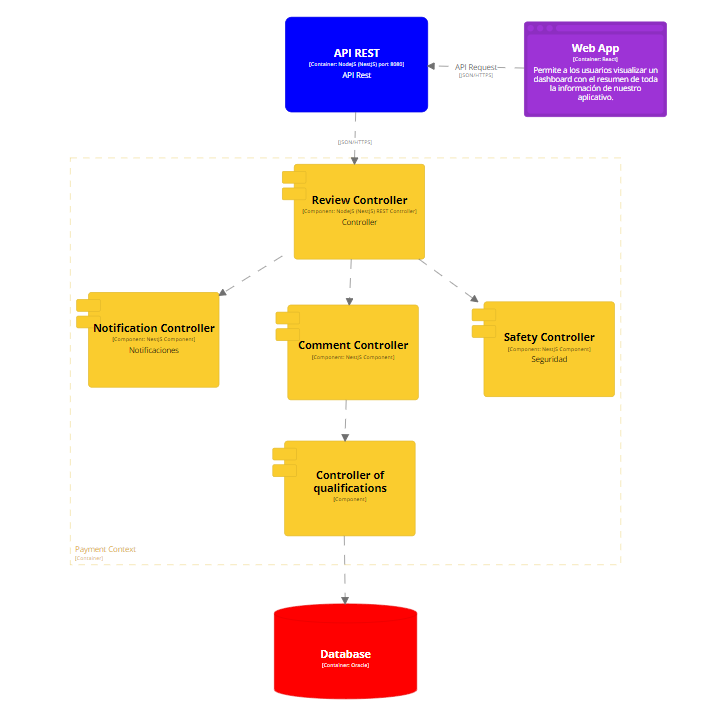 API REST
[Container: NodeJS (NestJS) port 8080]
API Rest
Web App
[Container: React]
Permite a los usuarios visualizar un
dashboard con el resumen de toda
la información de nuestro
aplicativo.
API Request
[JSON/HTTPS]
[JSON/HTTPS]
Review Controller
[Component: NodeJS (NestJS) REST Controller]
Controller
Notification Controller
[Component: NestJS Component]
Notificaciones
Comment Controller
[Component: NestJS Component]
Safety Controller
[Component: NestJS Component]
Seguridad
Controller of
qualifications
[Component]
Payment Context
[Container]
Database
[Container: Oracle]